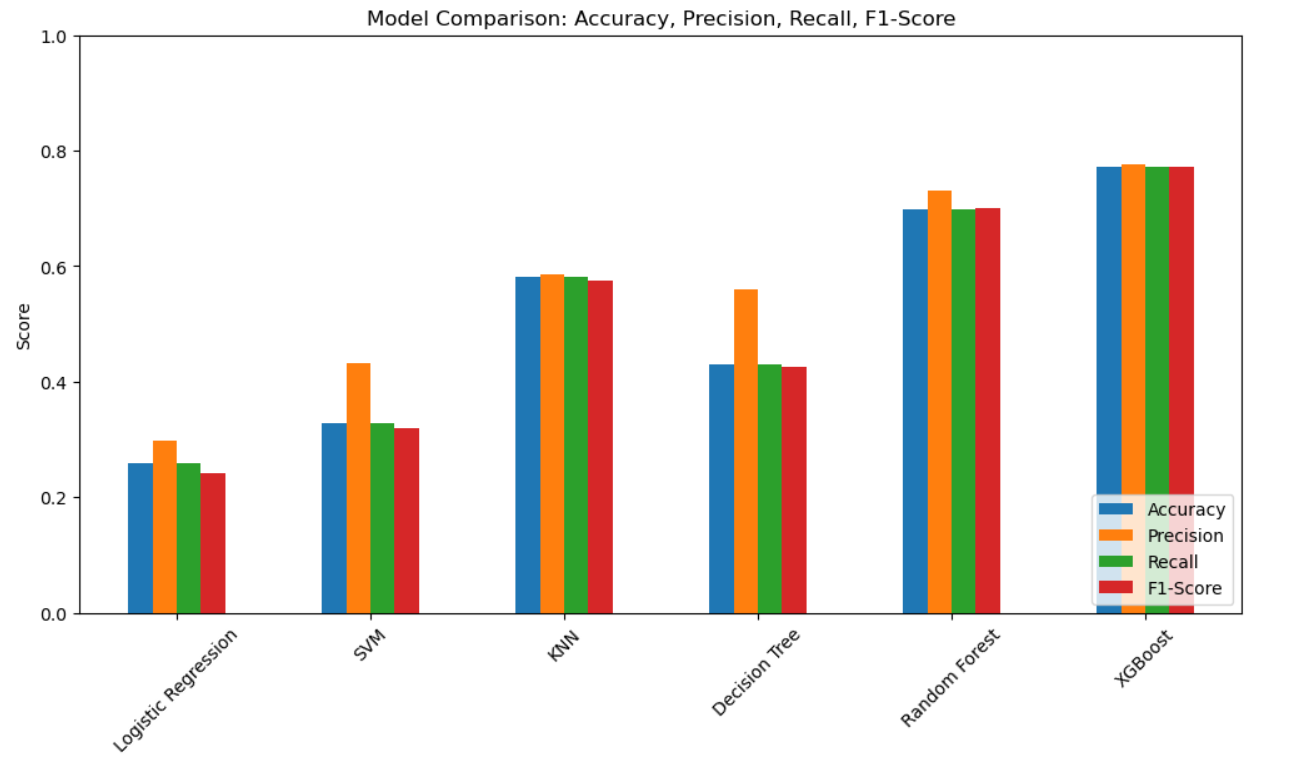 Model Comparison: Accuracy, Precision, Recall, F1-Score
1.0
0.8
0.6
0.4
0.2
0.0
Score
Accuracy
Precision
Recall
F1-Score
Logistic Regression
SVM
KNN
Decision Tree
Random Forest
XGBoost